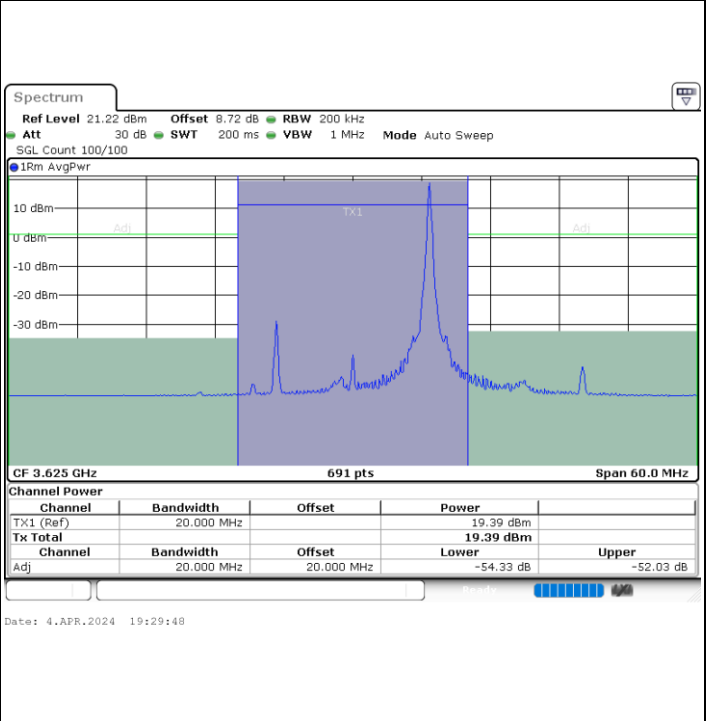 Spectrum
Ref Level 21.22 dBm Offset 8.72 dB RBW 200 kHz
Att 30 dB SWT 200 ms VBW 1 MHz Mode Auto Sweep
SGL Count 100/100
1Rm AvgPwr
10 dBm
TX1
Adj
Adj
0 dBm
-10 dBm
-20 dBm
-30 dBm
CF 3.625 GHz 691 pts Span 60.0 MHz
Channel Power
Channel Bandwidth Offset Power
TX1 (Ref) 20.000 MHz 19.39 dBm
Tx Total 19.39 dBm
Channel Bandwidth Offset Lower Upper
Adj 20.000 MHz 20.000 MHz -54.33 dB -52.03 dB
Ready
Date: 4.APR.2024 19:29:48